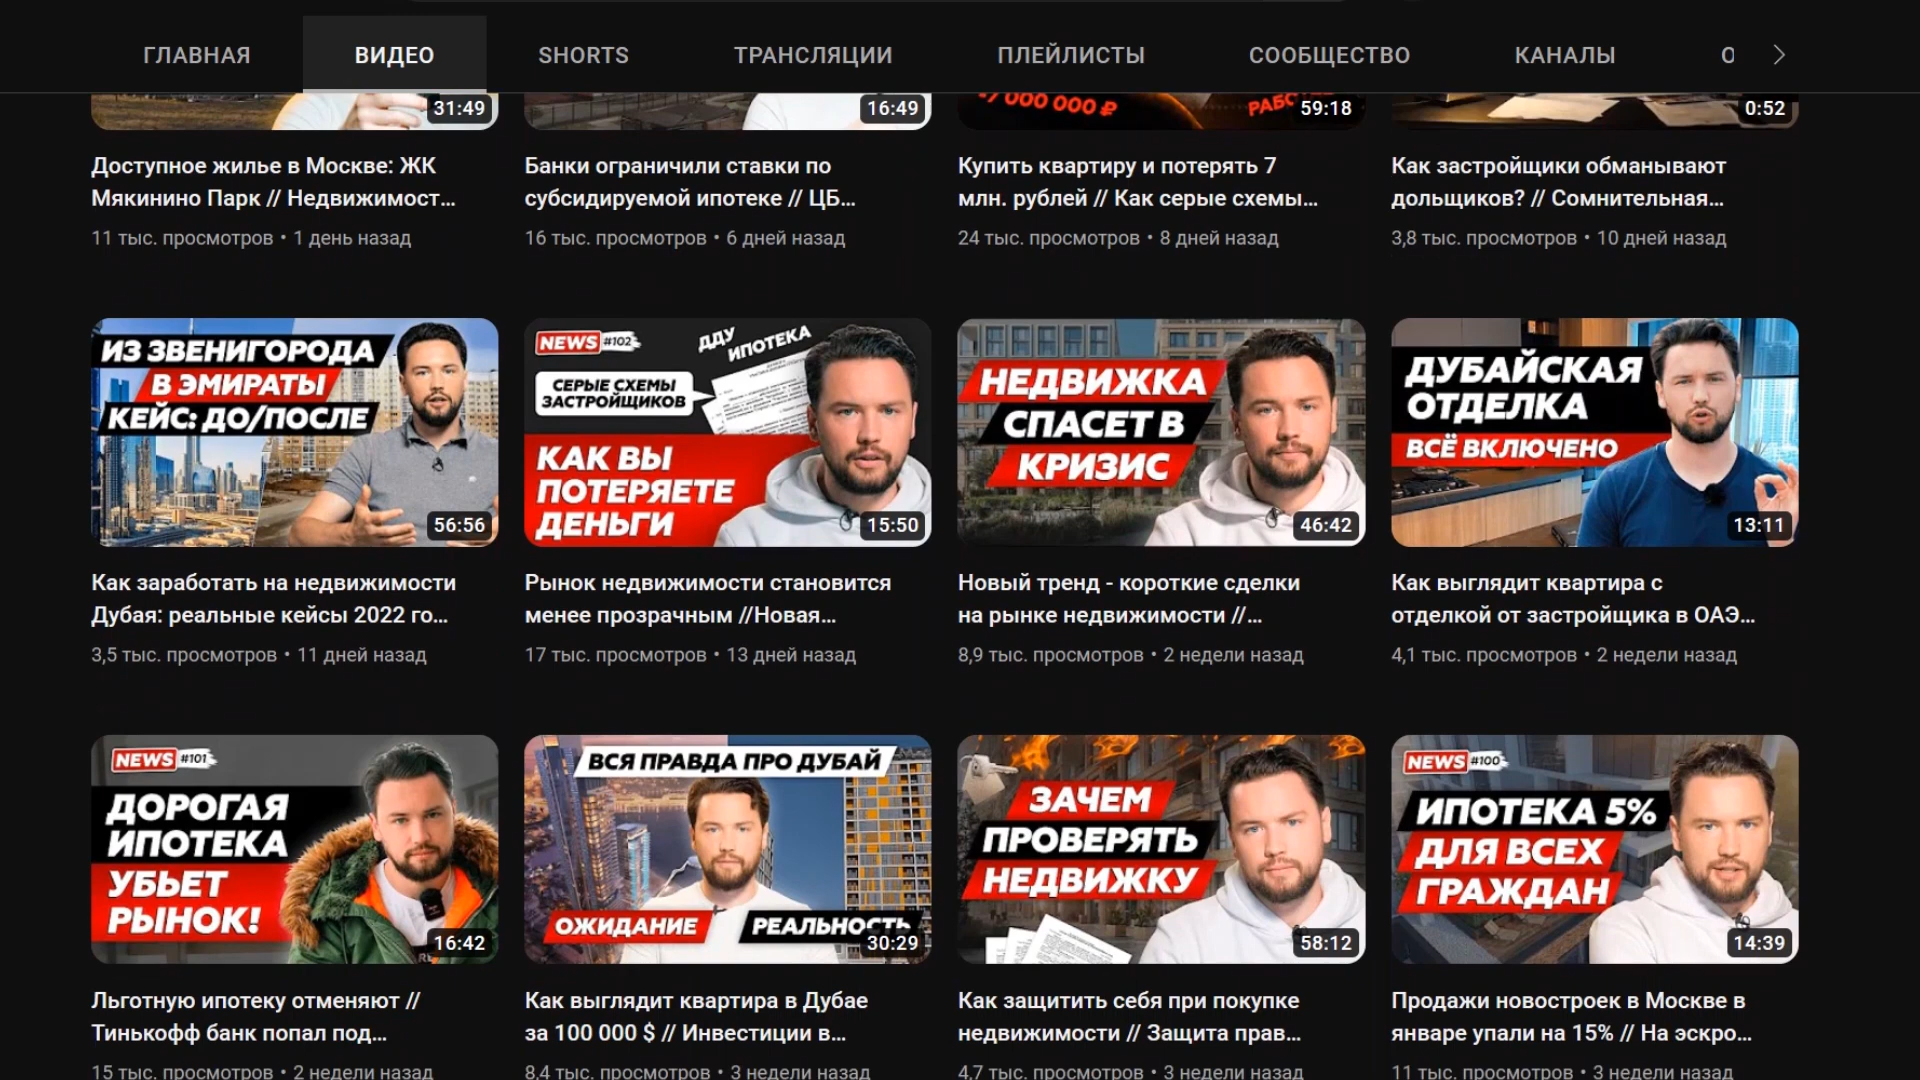 ГЛАВНАЯ ВИДЕО SHORTS ТРАНСЛЯЦИИ ПЛЕЙЛИСТЫ СООБЩЕСТВО КАНАЛЫ О
31:49 16:49 -7 000 000 ₽ 59:18 0:52
Доступное жилье в Москве: ЖК
Мякинино Парк // Недвижимост...
11 тыс. просмотров • 1 день назад
Банки ограничили ставки по
субсидируемой ипотеке // ЦБ...
16 тыс. просмотров • 6 дней назад
Купить квартиру и потерять 7
млн. рублей // Как серые схемы...
24 тыс. просмотров • 8 дней назад
Как застройщики обманывают
дольщиков? // Сомнительная...
3,8 тыс. просмотров • 10 дней назад
ИЗ ЗВЕНИГОРОДА
В ЭМИРАТЫ
КЕЙС: ДО/ПОСЛЕ
56:56
Как заработать на недвижимости
Дубая: реальные кейсы 2022 го...
3,5 тыс. просмотров • 11 дней назад
NEWS #102
ДДУ
ИПОТЕКА
СЕРЫЕ СХЕМЫ
ЗАСТРОЙЩИКОВ
КАК ВЫ
ПОТЕРЯЕТЕ
ДЕНЬГИ
15:50
Рынок недвижимости становится
менее прозрачным //Новая...
17 тыс. просмотров • 13 дней назад
НЕДВИЖКА
СПАСЕТ В
КРИЗИС
46:42
Новый тренд - короткие сделки
на рынке недвижимости //...
8,9 тыс. просмотров • 2 недели назад
ДУБАЙСКАЯ
ОТДЕЛКА
ВСЁ ВКЛЮЧЕНО
13:11
Как выглядит квартира с
отделкой от застройщика в ОАЭ...
4,1 тыс. просмотров • 2 недели назад
NEWS #101
ДОРОГАЯ
ИПОТЕКА
УБЬЕТ
РЫНОК!
16:42
Льготную ипотеку отменяют //
Тинькофф банк попал под...
15 тыс. просмотров • 2 недели назад
ВСЯ ПРАВДА ПРО ДУБАЙ
ОЖИДАНИЕ РЕАЛЬНОСТЬ
30:29
Как выглядит квартира в Дубае
за 100 000 $ // Инвестиции в...
8,4 тыс. просмотров • 3 недели назад
ЗАЧЕМ
ПРОВЕРЯТЬ
НЕДВИЖКУ
58:12
Как защитить себя при покупке
недвижимости // Защита прав...
4,7 тыс. просмотров • 3 недели назад
NEWS #100
ИПОТЕКА 5%
ДЛЯ ВСЕХ
ГРАЖДАН
14:39
Продажи новостроек в Москве в
январе упали на 15% // На эскро...
11 тыс. просмотров • 3 недели назад